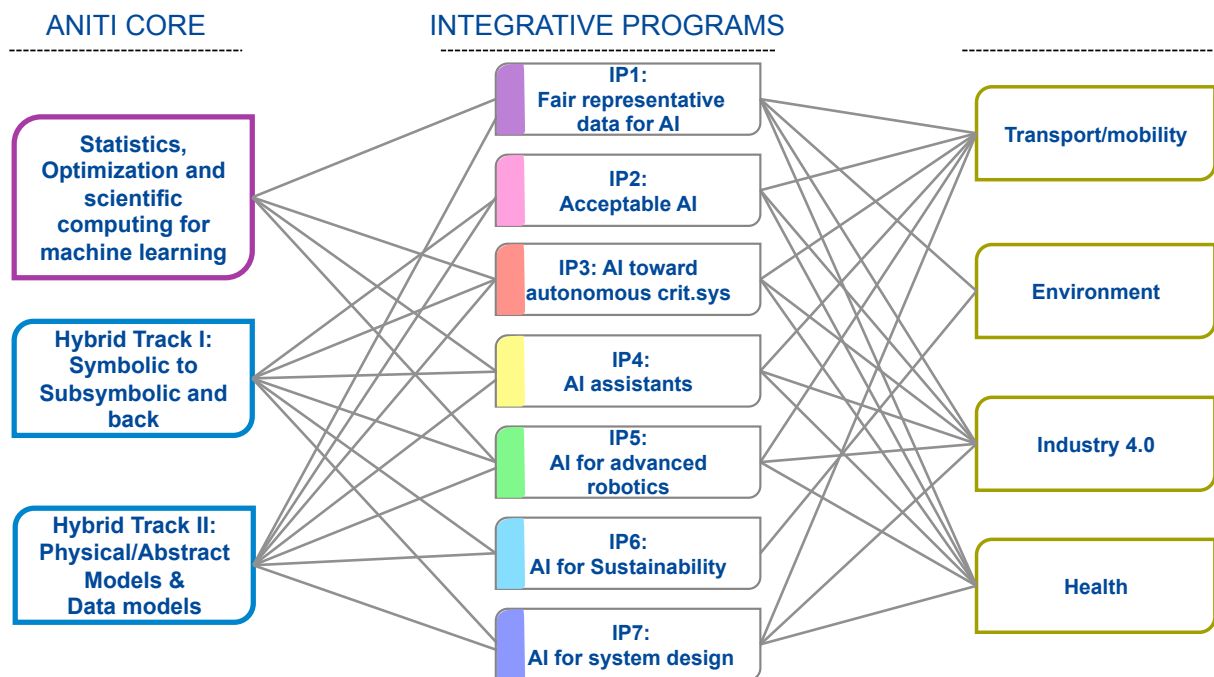 ANITI CORE
INTEGRATIVE PROGRAMS
Statistics,
Optimization and
scientific
computing for
machine learning
Hybrid Track I:
Symbolic to
Subsymbolic and
back
Hybrid Track II:
Physical/Abstract
Models &
Data models
IP1:
Fair representative
data for AI
IP2:
Acceptable AI
IP3: AI toward
autonomous crit.sys
IP4:
AI assistants
IP5:
AI for advanced
robotics
IP6:
AI for Sustainability
IP7:
AI for system design
Transport/mobility
Environment
Industry 4.0
Health